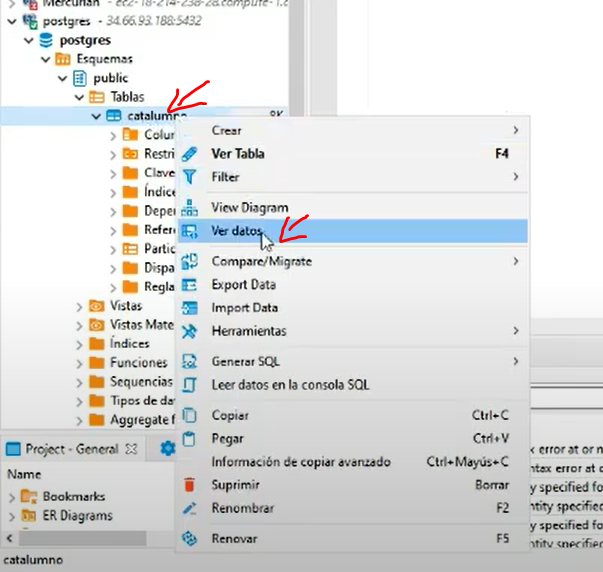 Mercurian - ec2-18-214-238-28.compute-1.c
postgres - 34.66.93.188:5432
postgres
Esquemas
public
Tablas
catalumno 8K
Colu
Restri
Clave
Índic
Depe
Refer
Partic
Dispa
Regla
Vistas
Vistas Mate
Índices
Funciones
Secuencias
Tipos de da
Aggregate f
Crear
Ver Tabla F4
Filter
View Diagram
Ver datos
Compare/Migrate
Export Data
Import Data
Herramientas
Generar SQL
Leer datos en la consola SQL
Copiar Ctrl+C
Pegar Ctrl+V
Información de copiar avanzado Ctrl+Mayús+C
Suprimir Borrar
Renombrar F2
Renovar F5
Project - General
Name
Bookmarks
ER Diagrams
catalumno
x error at or n
ntax error at o
y specified fo
ntity specified
y specified fo
ntity specified